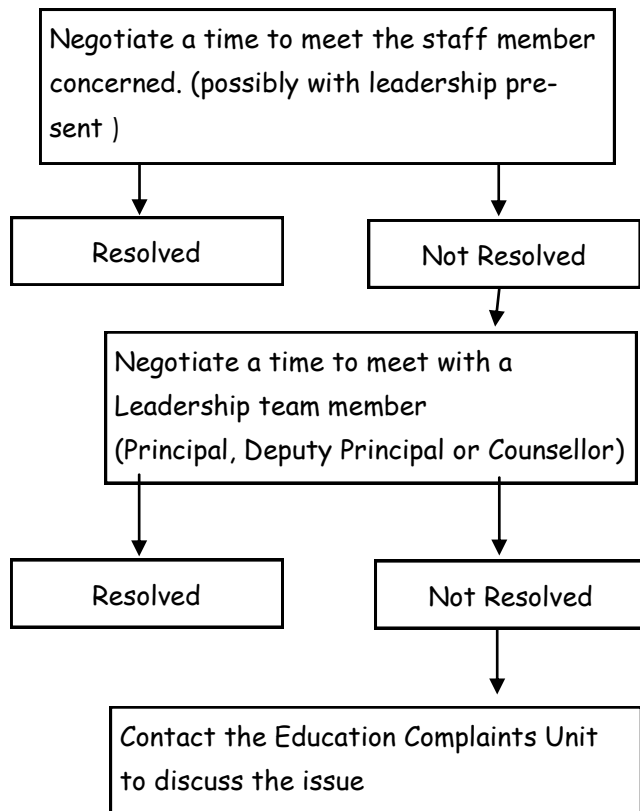 Negotiate a time to meet the staff member
concerned. (possibly with leadership pre-
sent )
Resolved
Not Resolved
Negotiate a time to meet with a
Leadership team member
(Principal, Deputy Principal or Counsellor)
Resolved
Not Resolved
Contact the Education Complaints Unit
to discuss the issue